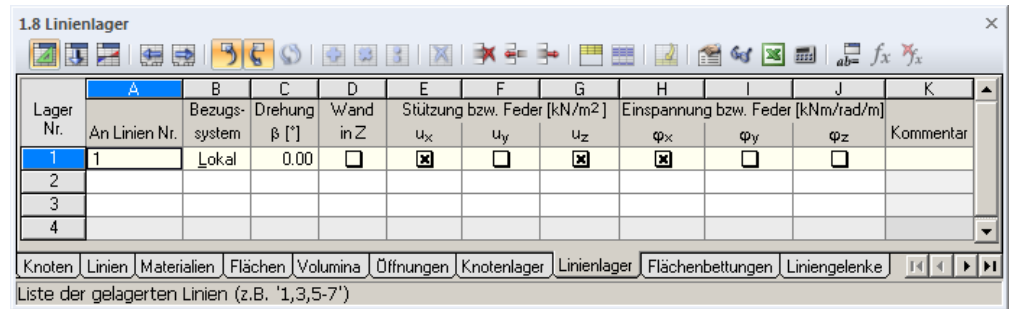 1.8 Linienlager
A B C D E F G H I J K
Lager Nr. An Linien Nr. Bezugs- system Drehung β [°] Wand in Z Stützung bzw. Feder [kN/m2] Einspannung bzw. Feder [kNm/rad/m]
uX uy uZ φX φy φZ Kommentar
1 1 Lokal 0.00
2
3
4
Knoten Linien Materialien Flächen Volumina Öffnungen Knotenlager Linienlager Flächenbettungen Liniengelenke
Liste der gelagerten Linien (z.B. '1,3,5-7')